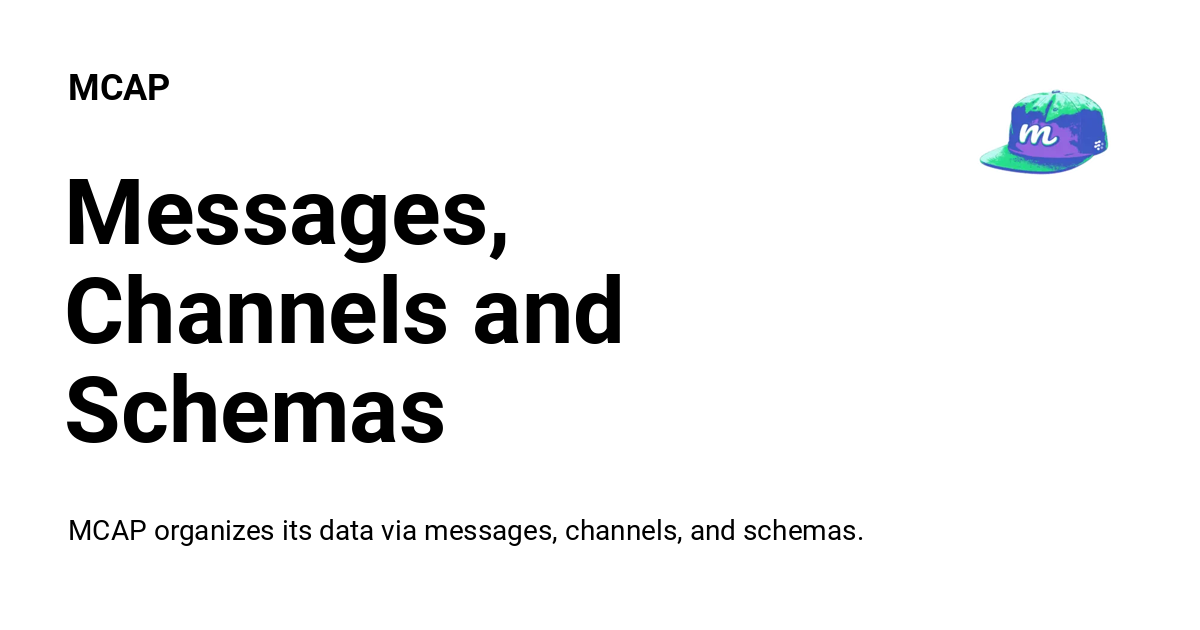 MCAP
m
Messages,
Channels and
Schemas
MCAP organizes its data via messages, channels, and schemas.